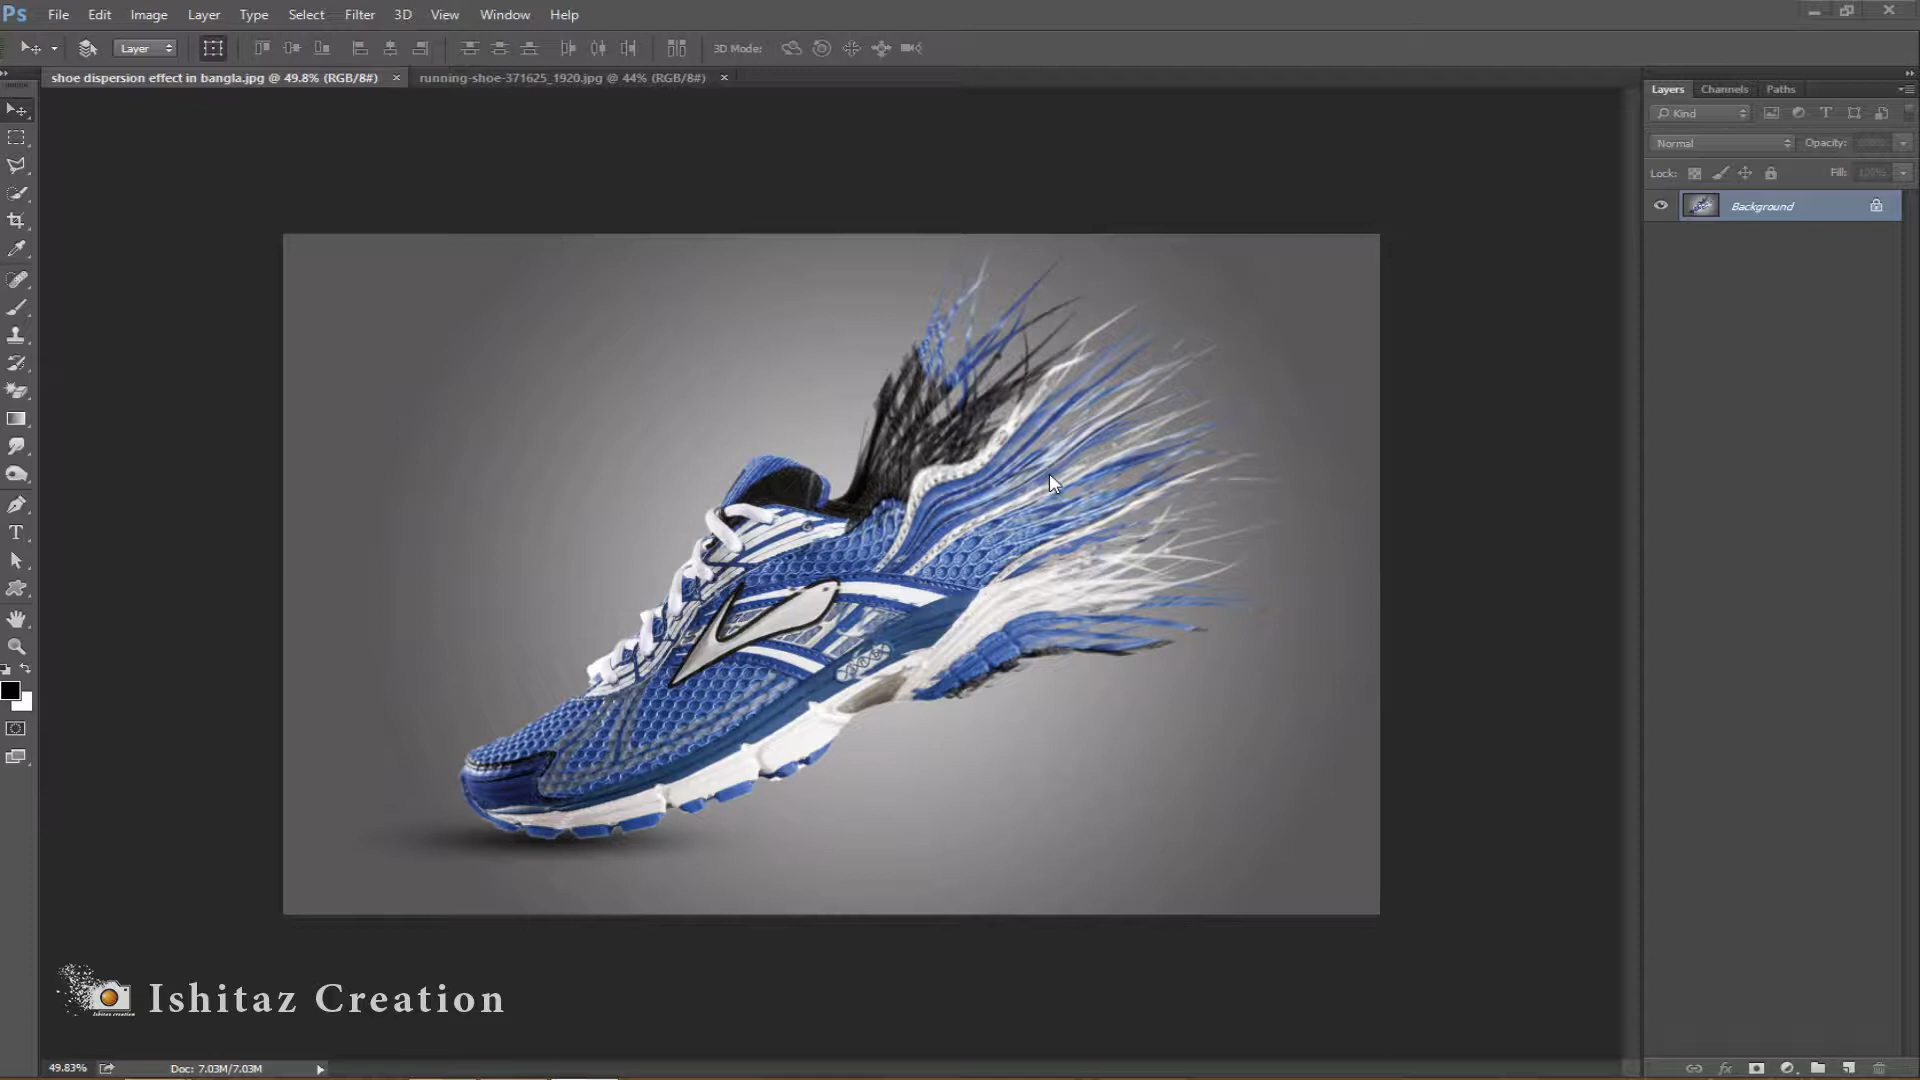 Ps File Edit Image Layer Type Select Filter 3D View Window Help
Layer 3D Mode:
shoe dispersion effect in bangla.jpg @ 49.8% (RGB/8#) × running-shoe-371625_1920.jpg @ 44% (RGB/8#) ×
Layers Channels Paths
Kind
Normal Opacity:
Lock: Fill: 100%
Background
Ishitaz Creation
49.83% Doc: 7.03M/7.03M